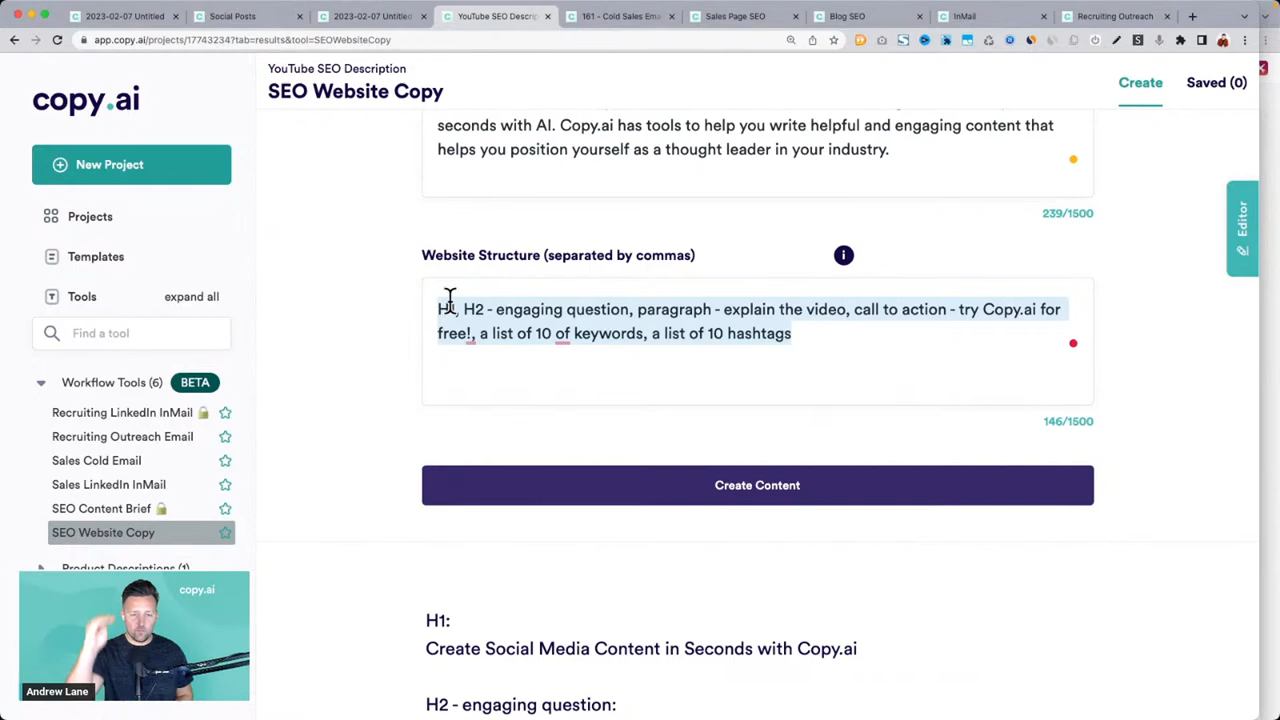 2023-02-07 Untitled
Social Posts
2023-02-07 Untitled
YouTube SEO Descrip
161 - Cold Sales Ema
Sales Page SEO
Blog SEO
InMail
Recruiting Outreach
app.copy.ai/projects/17743234?tab=results&tool=SEOWebsiteCopy
copy.ai
New Project
Projects
Templates
Tools
expand all
Find a tool
Workflow Tools (6)
BETA
Recruiting LinkedIn InMail
Recruiting Outreach Email
Sales Cold Email
Sales LinkedIn InMail
SEO Content Brief
SEO Website Copy
Product Descriptions (1)
copy.ai
Andrew Lane
YouTube SEO Description
SEO Website Copy
Create
Saved (0)
seconds with AI. Copy.ai has tools to help you write helpful and engaging content that
helps you position yourself as a thought leader in your industry.
239/1500
Editor
Website Structure (separated by commas)
i
H1, H2 - engaging question, paragraph - explain the video, call to action - try Copy.ai for
free!, a list of 10 of keywords, a list of 10 hashtags
146/1500
Create Content
H1:
Create Social Media Content in Seconds with Copy.ai
H2 - engaging question: